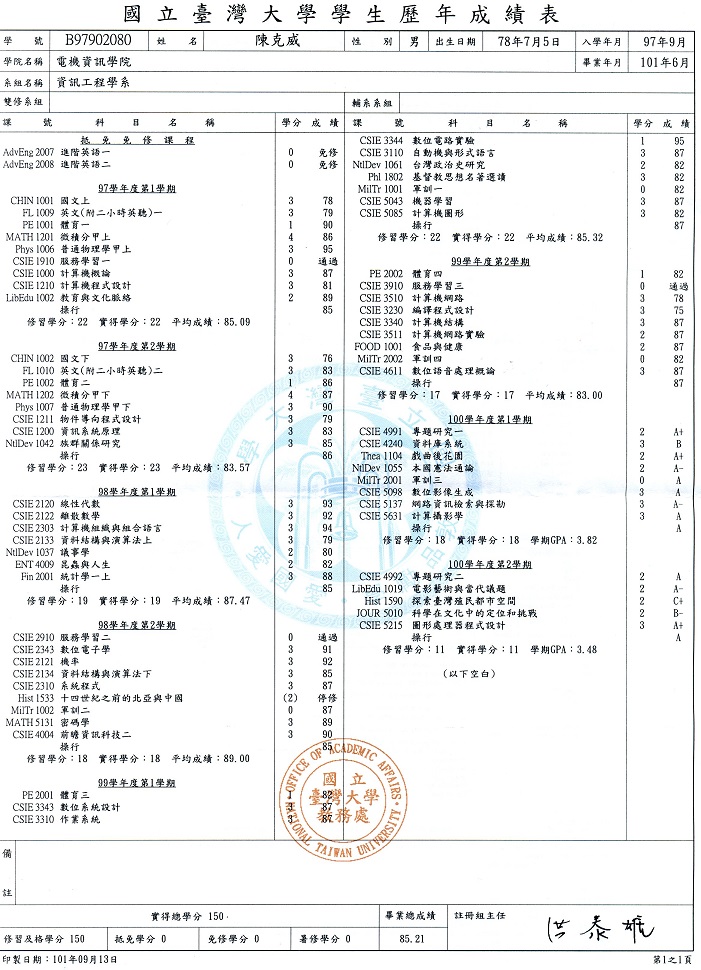 國立臺灣大學學生歷年成績表
學 號 B97902080 姓 名 陳克威 性 別 男 出生日期 78年7月5日 入學年月 97年9月
學院名稱 電機資訊學院 畢業年月 101年6月
系組名稱 資訊工程學系
雙修系組 輔系系組
課 號 科 目 名 稱 學分 成績
抵免免修課程
AdvEng 2007 進階英語一 0 免修
AdvEng 2008 進階英語二 0 免修
97學年度第1學期
CHIN 1001 國文上 3 78
FL 1009 英文(附二小時英聽)一 3 79
PE 1001 體育一 1 90
MATH 1201 微積分甲上 4 86
Phys 1006 普通物理學甲上 3 95
CSIE 1910 服務學習一 0 通過
CSIE 1000 計算機概論 3 87
CSIE 1210 計算機程式設計 3 81
LibEdu 1002 教育與文化脈絡 2 89
操行 85
修習學分:22 實得學分:22 平均成績:85.09
97學年度第2學期
CHIN 1002 國文下 3 76
FL 1010 英文(附二小時英聽)二 3 83
PE 1002 體育二 1 86
MATH 1202 微積分甲下 4 87
Phys 1007 普通物理學甲下 3 90
CSIE 1211 物件導向程式設計 3 79
CSIE 1200 資訊系統原理 3 83
NtlDev 1042 族群關係研究 3 85
操行 86
修習學分:23 實得學分:23 平均成績:83.57
98學年度第1學期
CSIE 2120 線性代數 3 93
CSIE 2122 離散數學 3 92
CSIE 2303 計算機組織與組合語言 3 94
CSIE 2133 資料結構與演算法上 3 79
NtlDev 1037 議事學 2 80
ENT 4009 昆蟲與人生 2 82
Fin 2001 統計學一上 3 88
操行 85
修習學分:19 實得學分:19 平均成績:87.47
98學年度第2學期
CSIE 2910 服務學習二 0 通過
CSIE 2343 數位電子學 3 91
CSIE 2121 機率 3 92
CSIE 2134 資料結構與演算法下 3 85
CSIE 2310 系統程式 3 87
Hist 1533 十四世紀之前的北亞與中國 (2) 停修
MilTr 1002 軍訓二 0 87
MATH 5131 密碼學 3 89
CSIE 4004 前瞻資訊科技二 3 90
操行 85
修習學分:18 實得學分:18 平均成績:89.00
99學年度第1學期
PE 2001 體育三 1 82
CSIE 3343 數位系統設計 3 87
CSIE 3310 作業系統 3 87
課 號 科 目 名 稱 學分 成績
CSIE 3344 數位電路實驗 1 95
CSIE 3110 自動機與形式語言 3 87
NtlDev 1061 台灣政治史研究 2 82
Phl 1802 基督教思想名著選讀 3 82
MilTr 1001 軍訓一 0 82
CSIE 5043 機器學習 3 87
CSIE 5085 計算機圖形 3 82
操行 87
修習學分:22 實得學分:22 平均成績:85.32
99學年度第2學期
PE 2002 體育四 1 82
CSIE 3910 服務學習三 0 通過
CSIE 3510 計算機網路 3 78
CSIE 3230 編譯程式設計 3 75
CSIE 3340 計算機結構 3 87
CSIE 3511 計算機網路實驗 2 87
FOOD 1001 食品與健康 2 87
MilTr 2002 軍訓四 0 82
CSIE 4611 數位語音處理概論 3 87
操行 87
修習學分:17 實得學分:17 平均成績:83.00
100學年度第1學期
CSIE 4991 專題研究一 2 A+
CSIE 4240 資料庫系統 3 B
Thea 1104 戲曲後花園 2 A+
NtlDev 1055 本國憲法通論 2 A-
MilTr 2001 軍訓三 0 A
CSIE 5098 數位影像生成 3 A
CSIE 5137 網路資訊檢索與探勘 3 A-
CSIE 5631 計算攝影學 3 A
操行 A
修習學分:18 實得學分:18 學期GPA:3.82
100學年度第2學期
CSIE 4992 專題研究二 2 A
LibEdu 1019 電影藝術與當代議題 2 A-
Hist 1590 探索臺灣殖民都市空間 2 C+
JOUR 5010 科學在文化中的定位和挑戰 2 B-
CSIE 5215 圖形處理器程式設計 3 A+
操行 A
修習學分:11 實得學分:11 學期GPA:3.48
(以下空白)
OFFICE OF ACADEMIC AFFAIRS
國立
臺灣大學
教務處
NATIONAL TAIWAN UNIVERSITY
備
註
實得總學分 150 畢業總成績 註冊組主任 洪泰雄
修習及格學分 150 抵免學分 0 免修學分 0 暑修學分 0 85.21
印製日期:101年09月13日 第1之1頁